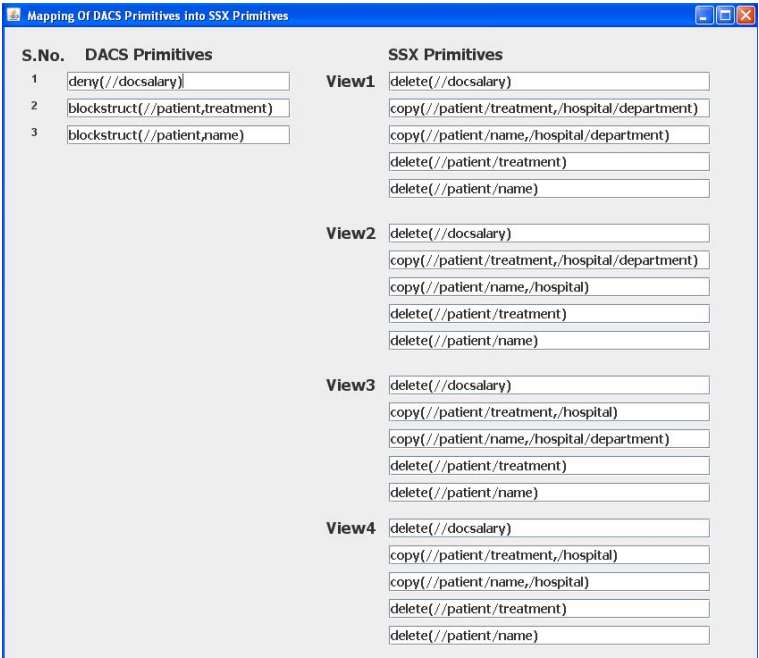 Mapping Of DACS Primitives into SSX Primitives
S.No. DACS Primitives SSX Primitives
1 deny(//docsalary) View1 delete(//docsalary)
2 blockstruct(//patient,treatment) copy(//patient/treatment,/hospital/department)
3 blockstruct(//patient,name) copy(//patient/name,/hospital/department)
delete(//patient/treatment)
delete(//patient/name)
View2 delete(//docsalary)
copy(//patient/treatment,/hospital/department)
copy(//patient/name,/hospital)
delete(//patient/treatment)
delete(//patient/name)
View3 delete(//docsalary)
copy(//patient/treatment,/hospital)
copy(//patient/name,/hospital/department)
delete(//patient/treatment)
delete(//patient/name)
View4 delete(//docsalary)
copy(//patient/treatment,/hospital)
copy(//patient/name,/hospital)
delete(//patient/treatment)
delete(//patient/name)